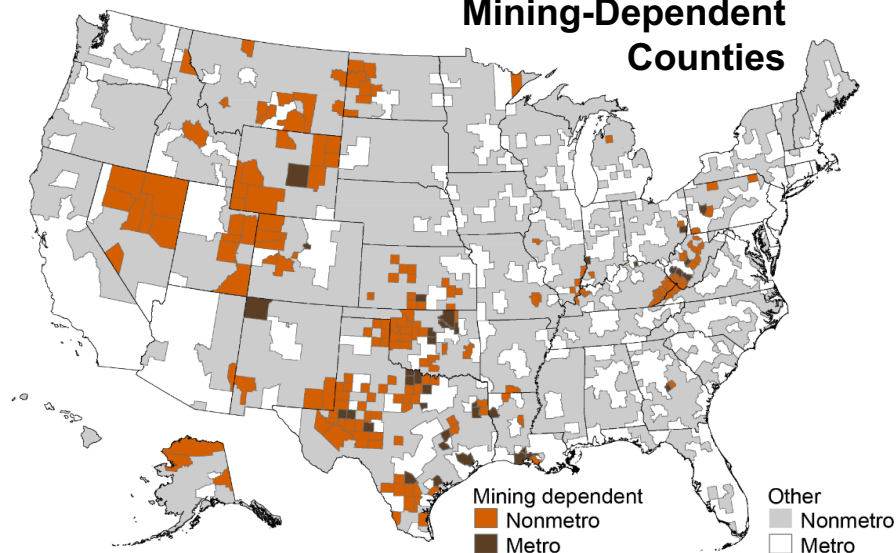 Mining-Dependent
Counties
Mining dependent
Nonmetro
Metro
Other
Nonmetro
Metro